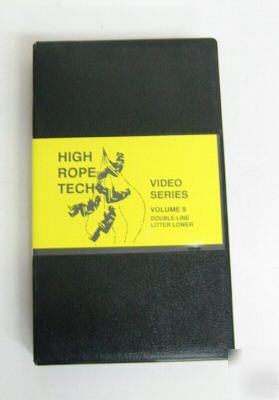 HIGH
ROPE
TECH
VIDEO
SERIES
VOLUME 9
DOUBLE-LINE
LITTER LOWER